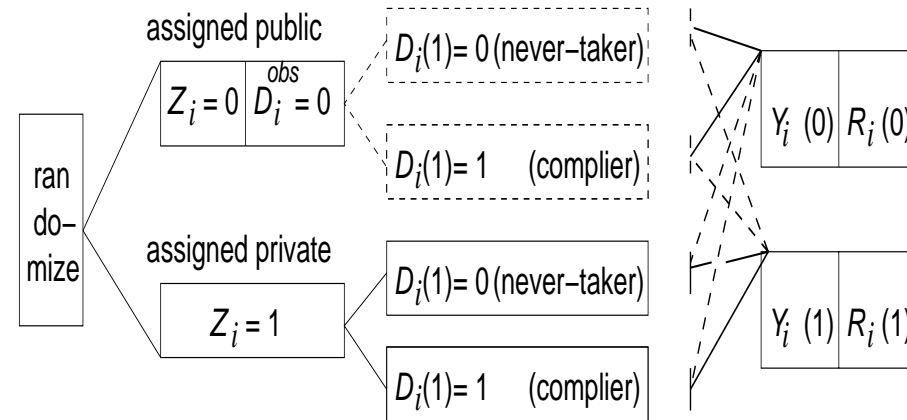 ran
do–
mize
assigned public
Z_i = 0 D_i^obs = 0
D_i(1) = 0 (never–taker)
D_i(1) = 1 (complier)
assigned private
Z_i = 1
D_i(1) = 0 (never–taker)
D_i(1) = 1 (complier)
Y_i (0) R_i (0)
Y_i (1) R_i (1)